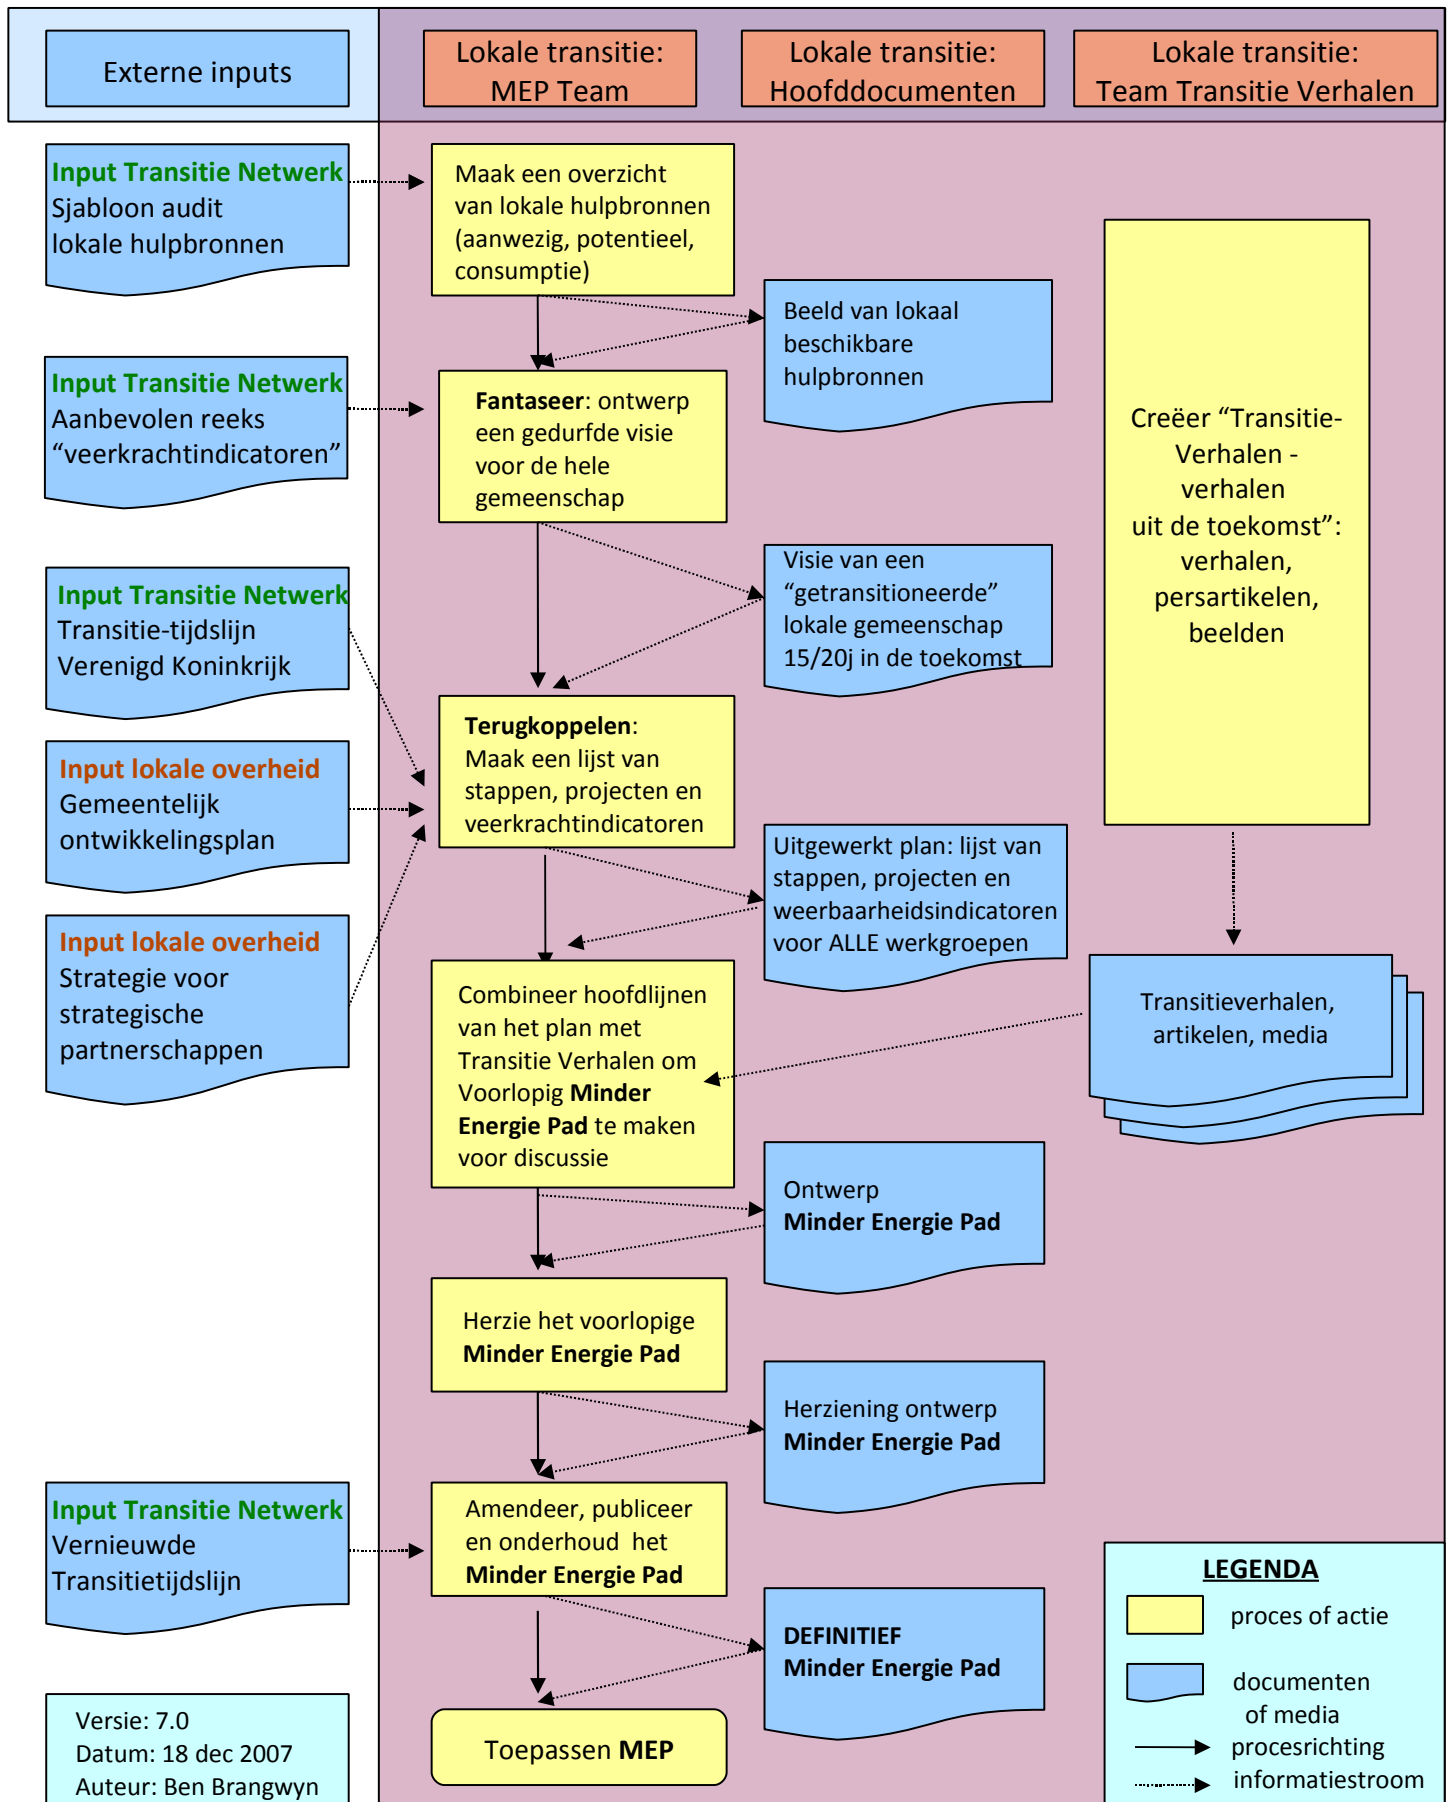 Externe inputs
Lokale transitie:
MEP Team
Lokale transitie:
Hoofddocumenten
Lokale transitie:
Team Transitie Verhalen
Input Transitie Netwerk
Sjabloon audit
lokale hulpbronnen
Maak een overzicht
van lokale hulpbronnen
(aanwezig, potentieel,
consumptie)
Beeld van lokaal
beschikbare
hulpbronnen
Input Transitie Netwerk
Aanbevolen reeks
“veerkrachtindicatoren”
Fantaseer: ontwerp
een gedurfde visie
voor de hele
gemeenschap
Creëer “Transitie-
Verhalen -
verhalen
uit de toekomst”:
verhalen,
persartikelen,
beelden
Visie van een
“getransitioneerde”
lokale gemeenschap
15/20j in de toekomst
Input Transitie Netwerk
Transitie-tijdslijn
Verenigd Koninkrijk
Terugkoppelen:
Maak een lijst van
stappen, projecten en
veerkrachtindicatoren
Input lokale overheid
Gemeentelijk
ontwikkelingsplan
Uitgewerkt plan: lijst van
stappen, projecten en
weerbaarheidsindicatoren
voor ALLE werkgroepen
Input lokale overheid
Strategie voor
strategische
partnerschappen
Combineer hoofdlijnen
van het plan met
Transitie Verhalen om
Voorlopig Minder
Energie Pad te maken
voor discussie
Transitieverhalen,
artikelen, media
Ontwerp
Minder Energie Pad
Herzie het voorlopige
Minder Energie Pad
Herziening ontwerp
Minder Energie Pad
Input Transitie Netwerk
Vernieuwde
Transitietijdslijn
Amendeer, publiceer
en onderhoud het
Minder Energie Pad
DEFINITIEF
Minder Energie Pad
Toepassen MEP
Versie: 7.0
Datum: 18 dec 2007
Auteur: Ben Brangwyn
LEGENDA
proces of actie
documenten
of media
procesrichting
informatiestroom